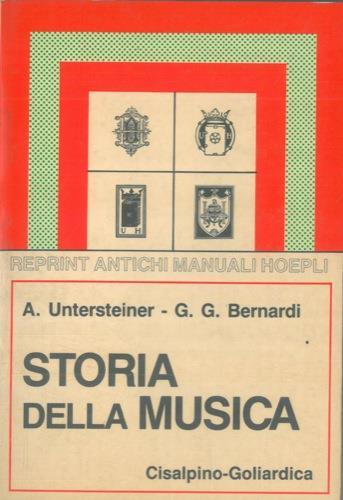 U H
REPRINT ANTICHI MANUALI HOEPLI
A. Untersteiner - G. G. Bernardi
STORIA
DELLA MUSICA
Cisalpino-Goliardica